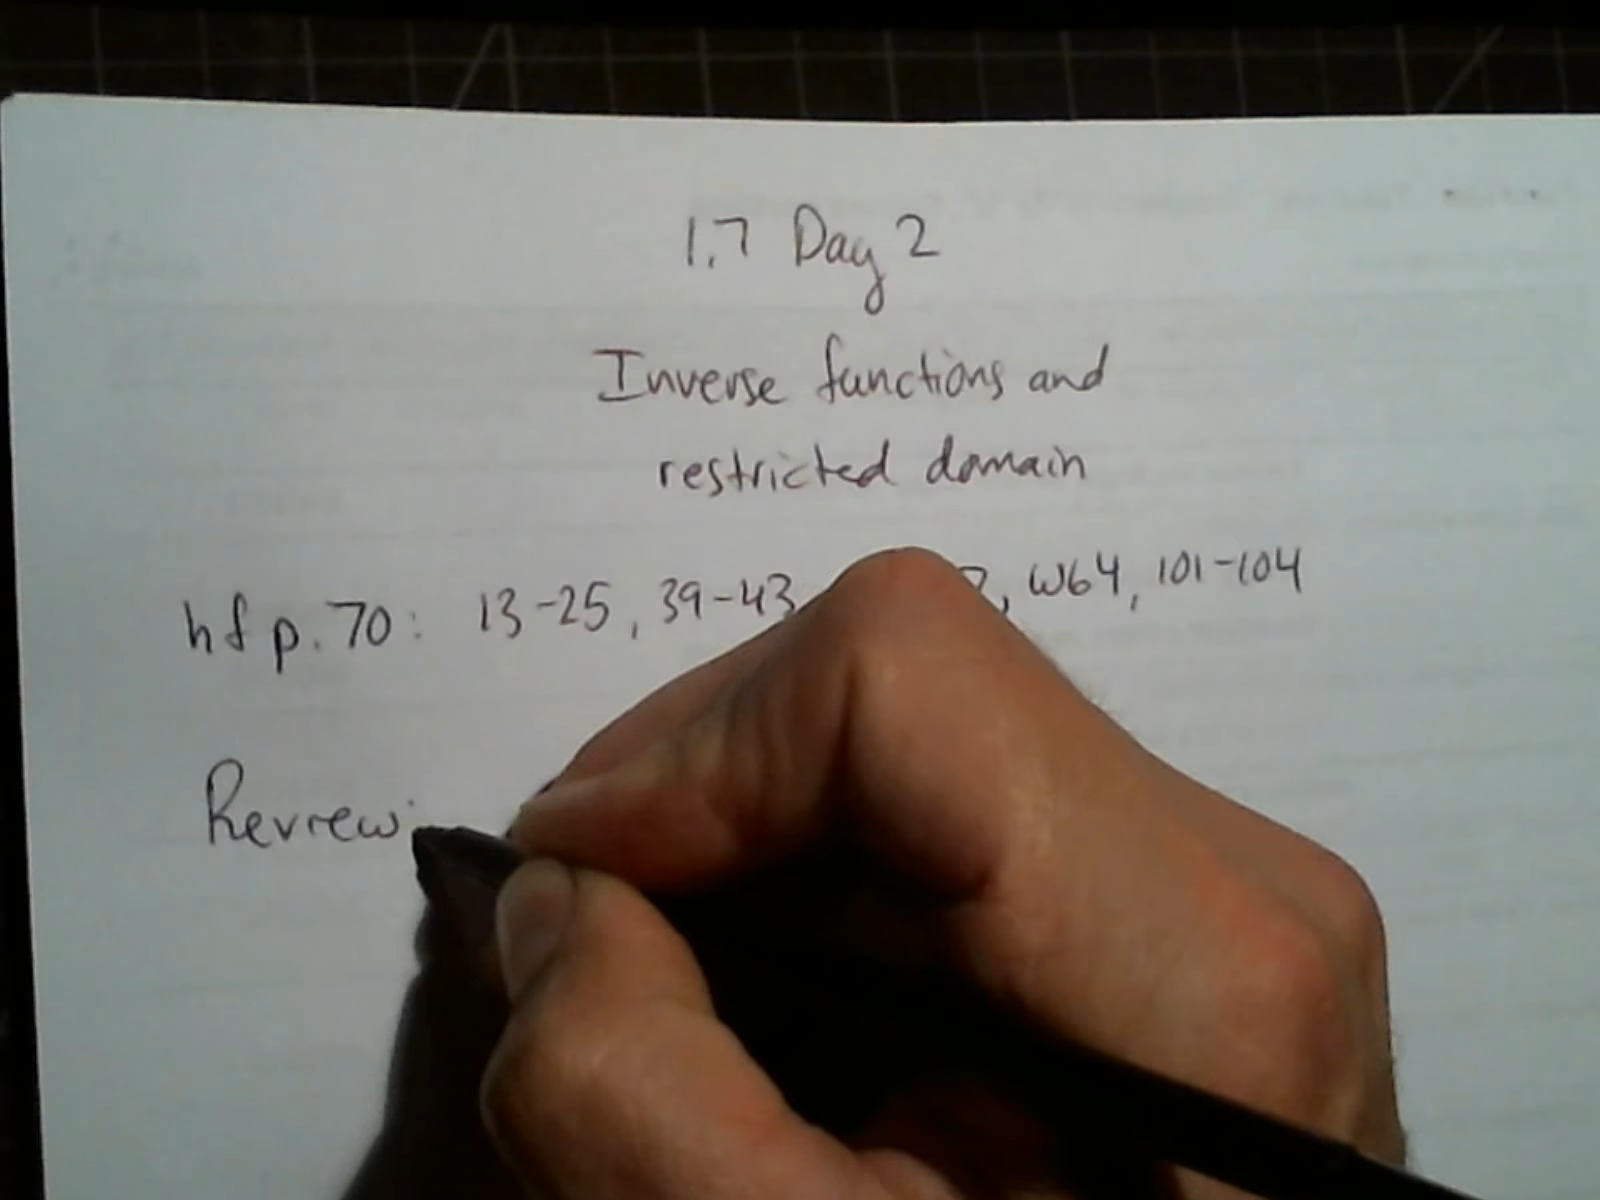 1.7 Day 2
Inverse functions and
restricted domain
hf p. 70: 13-25, 39-43, W64, 101-104
Review: